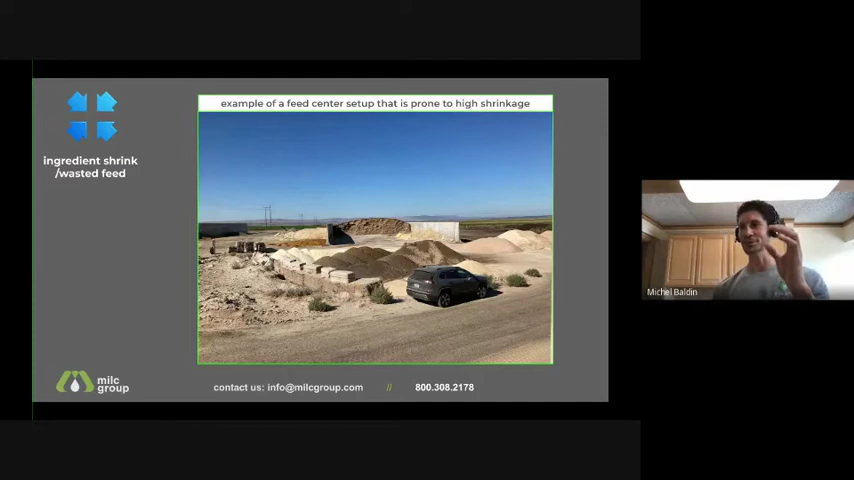 example of a feed center setup that is prone to high shrinkage
ingredient shrink
/wasted feed
Michel Baldin
milc
group
contact us: info@milcgroup.com // 800.308.2178